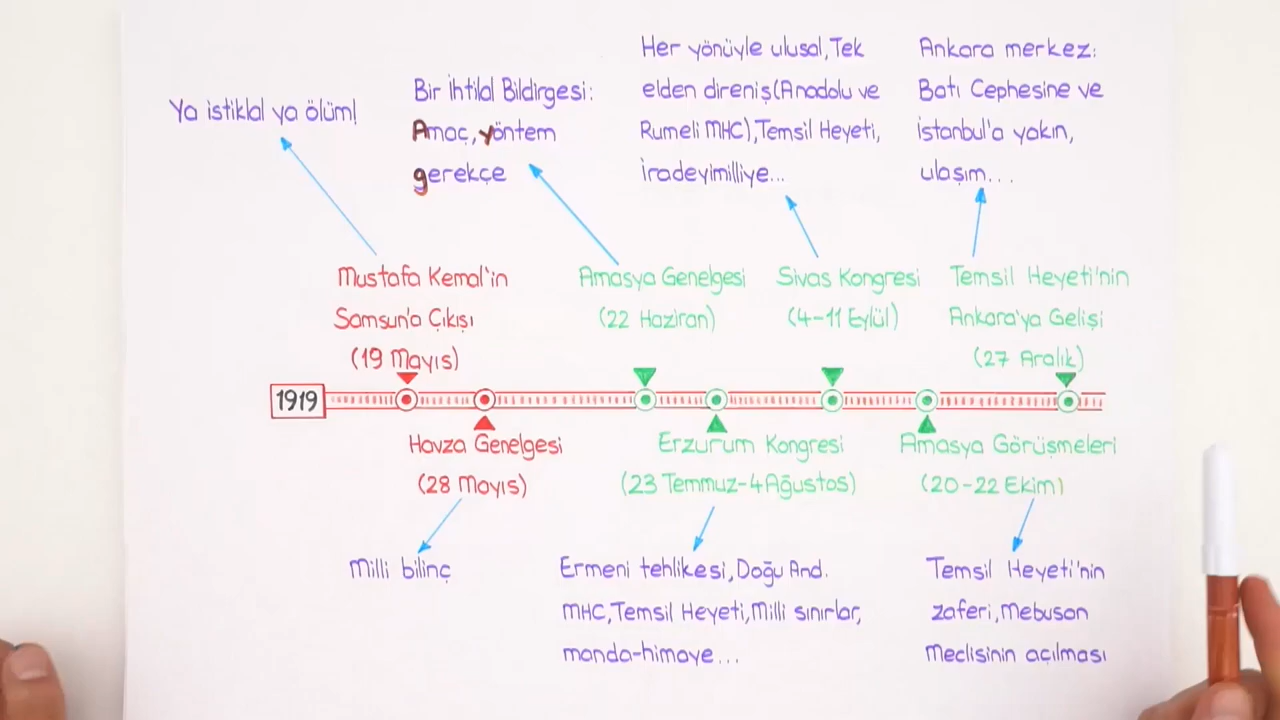 Ya istiklal ya ölüm!
Bir İhtilal Bildirgesi:
Amaç, yöntem
gerekçe
Her yönüyle ulusal, Tek
elden direniş(Anadolu ve
Rumeli MHC), Temsil Heyeti,
İradeyimilliye...
Ankara merkez:
Batı Cephesine ve
İstanbul'a yakın,
ulaşım...
Mustafa Kemal'in
Samsun'a Çıkışı
(19 Mayıs)
Amasya Genelgesi
(22 Haziran)
Sivas Kongresi
(4-11 Eylül)
Temsil Heyeti'nin
Ankara'ya Gelişi
(27 Aralık)
1919
Havza Genelgesi
(28 Mayıs)
Erzurum Kongresi
(23 Temmuz-4 Ağustos)
Amasya Görüşmeleri
(20-22 Ekim)
Milli bilinç
Ermeni tehlikesi, Doğu And.
MHC, Temsil Heyeti, Milli sınırlar,
manda-himaye...
Temsil Heyeti'nin
zaferi, Mebusan
Meclisinin açılması